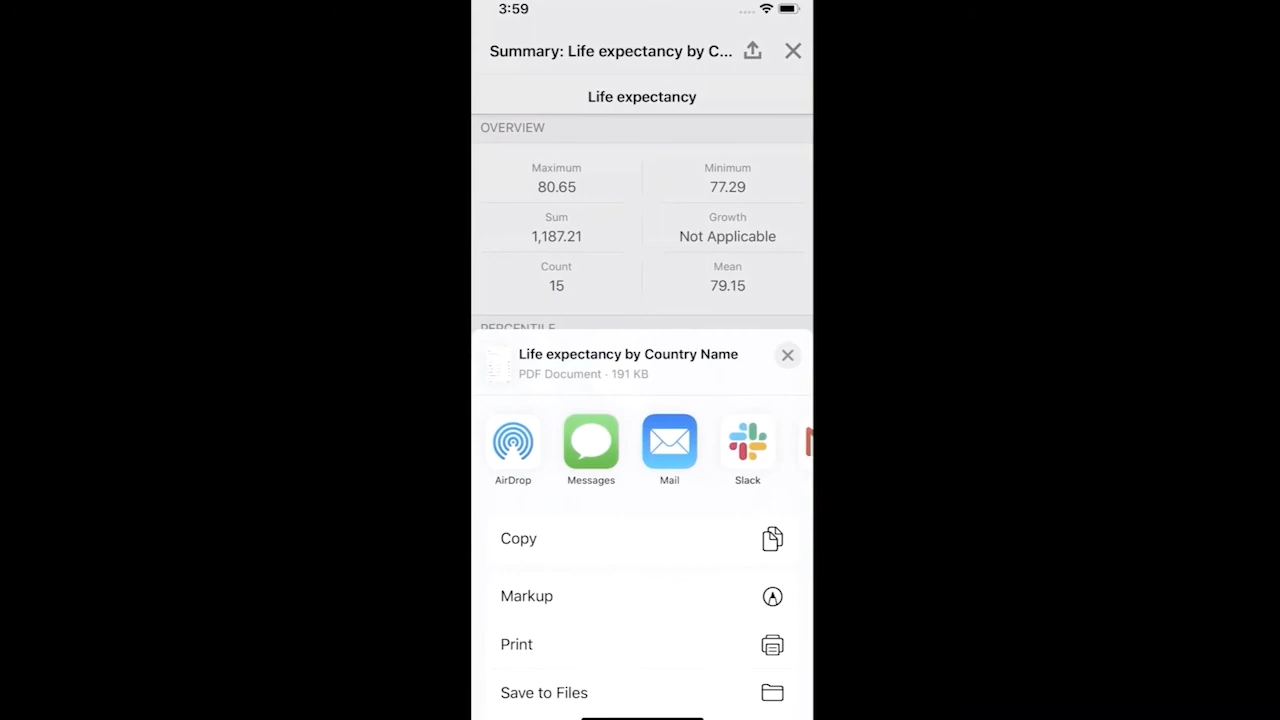 3:59
Summary: Life expectancy by C...
Life expectancy
OVERVIEW
Maximum
80.65
Minimum
77.29
Sum
1,187.21
Growth
Not Applicable
Count
15
Mean
79.15
PERCENTILE
Life expectancy by Country Name
PDF Document · 191 KB
AirDrop
Messages
Mail
Slack
Copy
Markup
Print
Save to Files